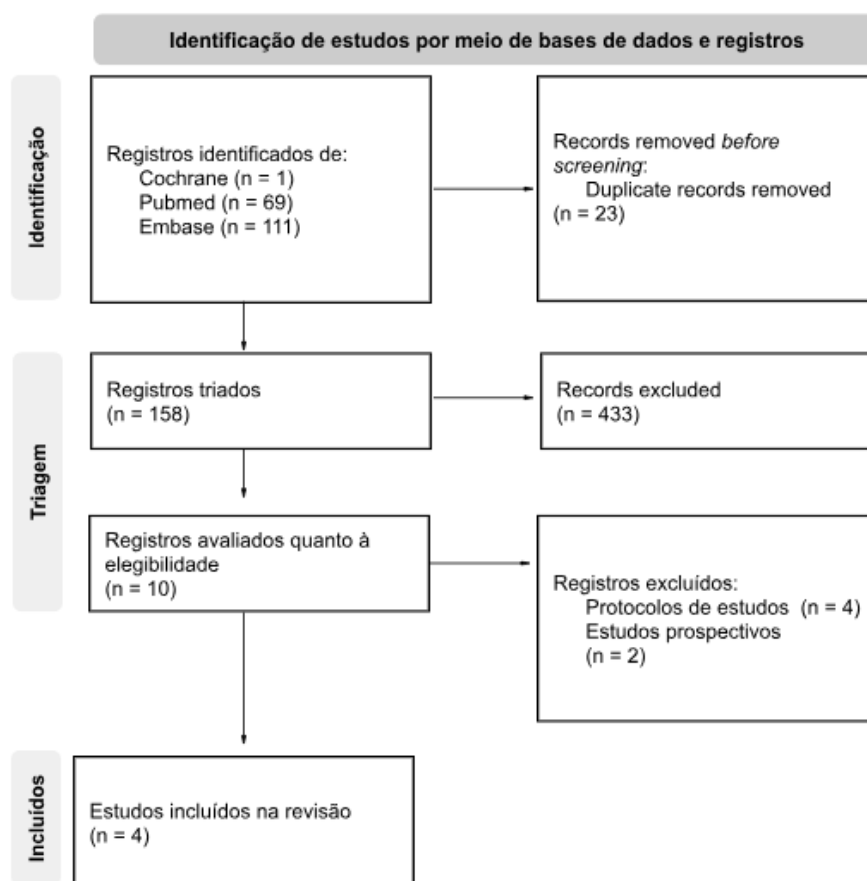 Identificação de estudos por meio de bases de dados e registros
Identificação
Registros identificados de:
Cochrane (n = 1)
Pubmed (n = 69)
Embase (n = 111)
Records removed before
screening:
Duplicate records removed
(n = 23)
Triagem
Registros triados
(n = 158)
Records excluded
(n = 433)
Registros avaliados quanto à
elegibilidade
(n = 10)
Registros excluídos:
Protocolos de estudos (n = 4)
Estudos prospectivos
(n = 2)
Incluídos
Estudos incluídos na revisão
(n = 4)